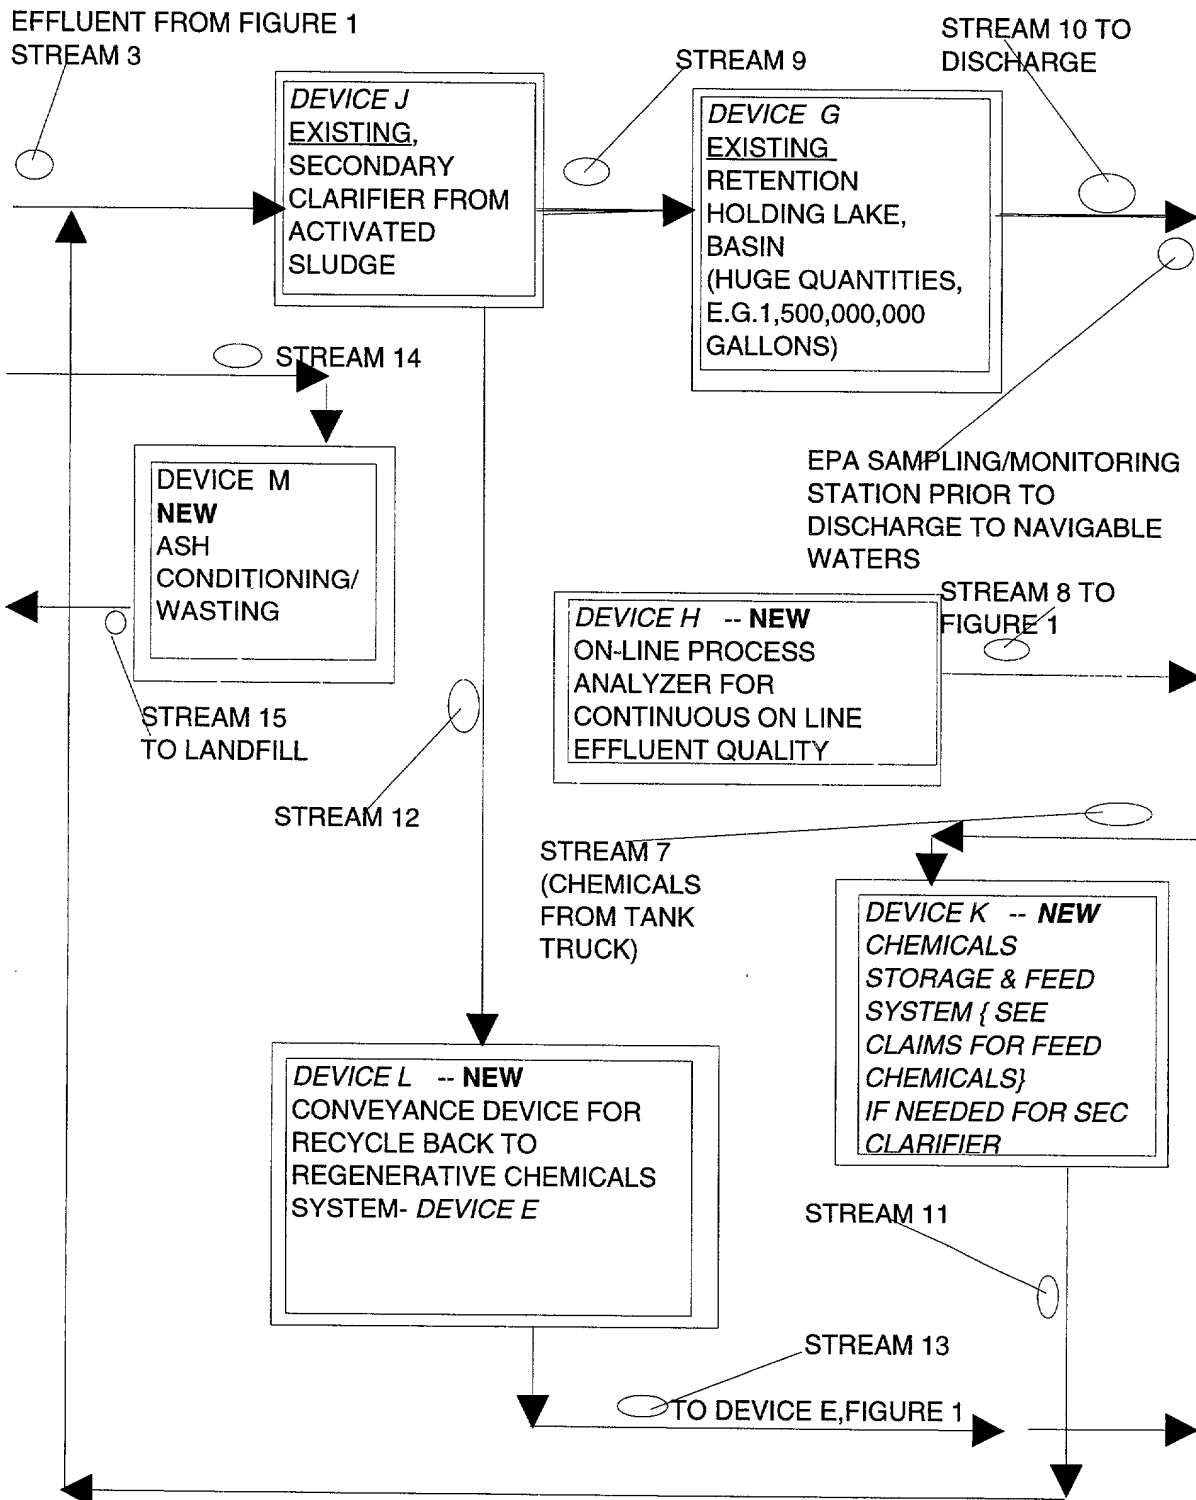 EFFLUENT FROM FIGURE 1
STREAM 3
STREAM 9
STREAM 10 TO
DISCHARGE
DEVICE J
EXISTING,
SECONDARY
CLARIFIER FROM
ACTIVATED
SLUDGE
DEVICE G
EXISTING
RETENTION
HOLDING LAKE,
BASIN
(HUGE QUANTITIES,
E.G.1,500,000,000
GALLONS)
STREAM 14
DEVICE M
NEW
ASH
CONDITIONING/
WASTING
EPA SAMPLING/MONITORING
STATION PRIOR TO
DISCHARGE TO NAVIGABLE
WATERS
STREAM 8 TO
FIGURE 1
DEVICE H -- NEW
ON-LINE PROCESS
ANALYZER FOR
CONTINUOUS ON LINE
EFFLUENT QUALITY
STREAM 15
TO LANDFILL
STREAM 12
STREAM 7
(CHEMICALS
FROM TANK
TRUCK)
DEVICE K -- NEW
CHEMICALS
STORAGE & FEED
SYSTEM { SEE
CLAIMS FOR FEED
CHEMICALS}
IF NEEDED FOR SEC
CLARIFIER
DEVICE L -- NEW
CONVEYANCE DEVICE FOR
RECYCLE BACK TO
REGENERATIVE CHEMICALS
SYSTEM- DEVICE E
STREAM 11
STREAM 13
TO DEVICE E,FIGURE 1